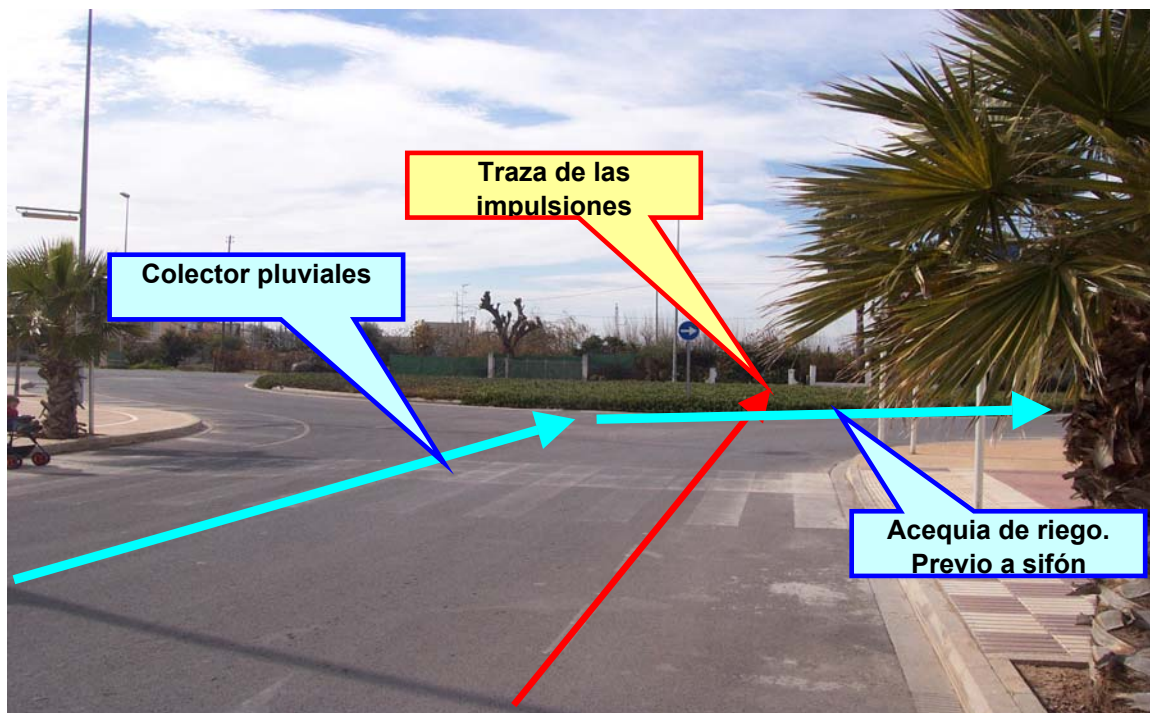 Traza de las
impulsiones
Colector pluviales
Acequia de riego.
Previo a sifón